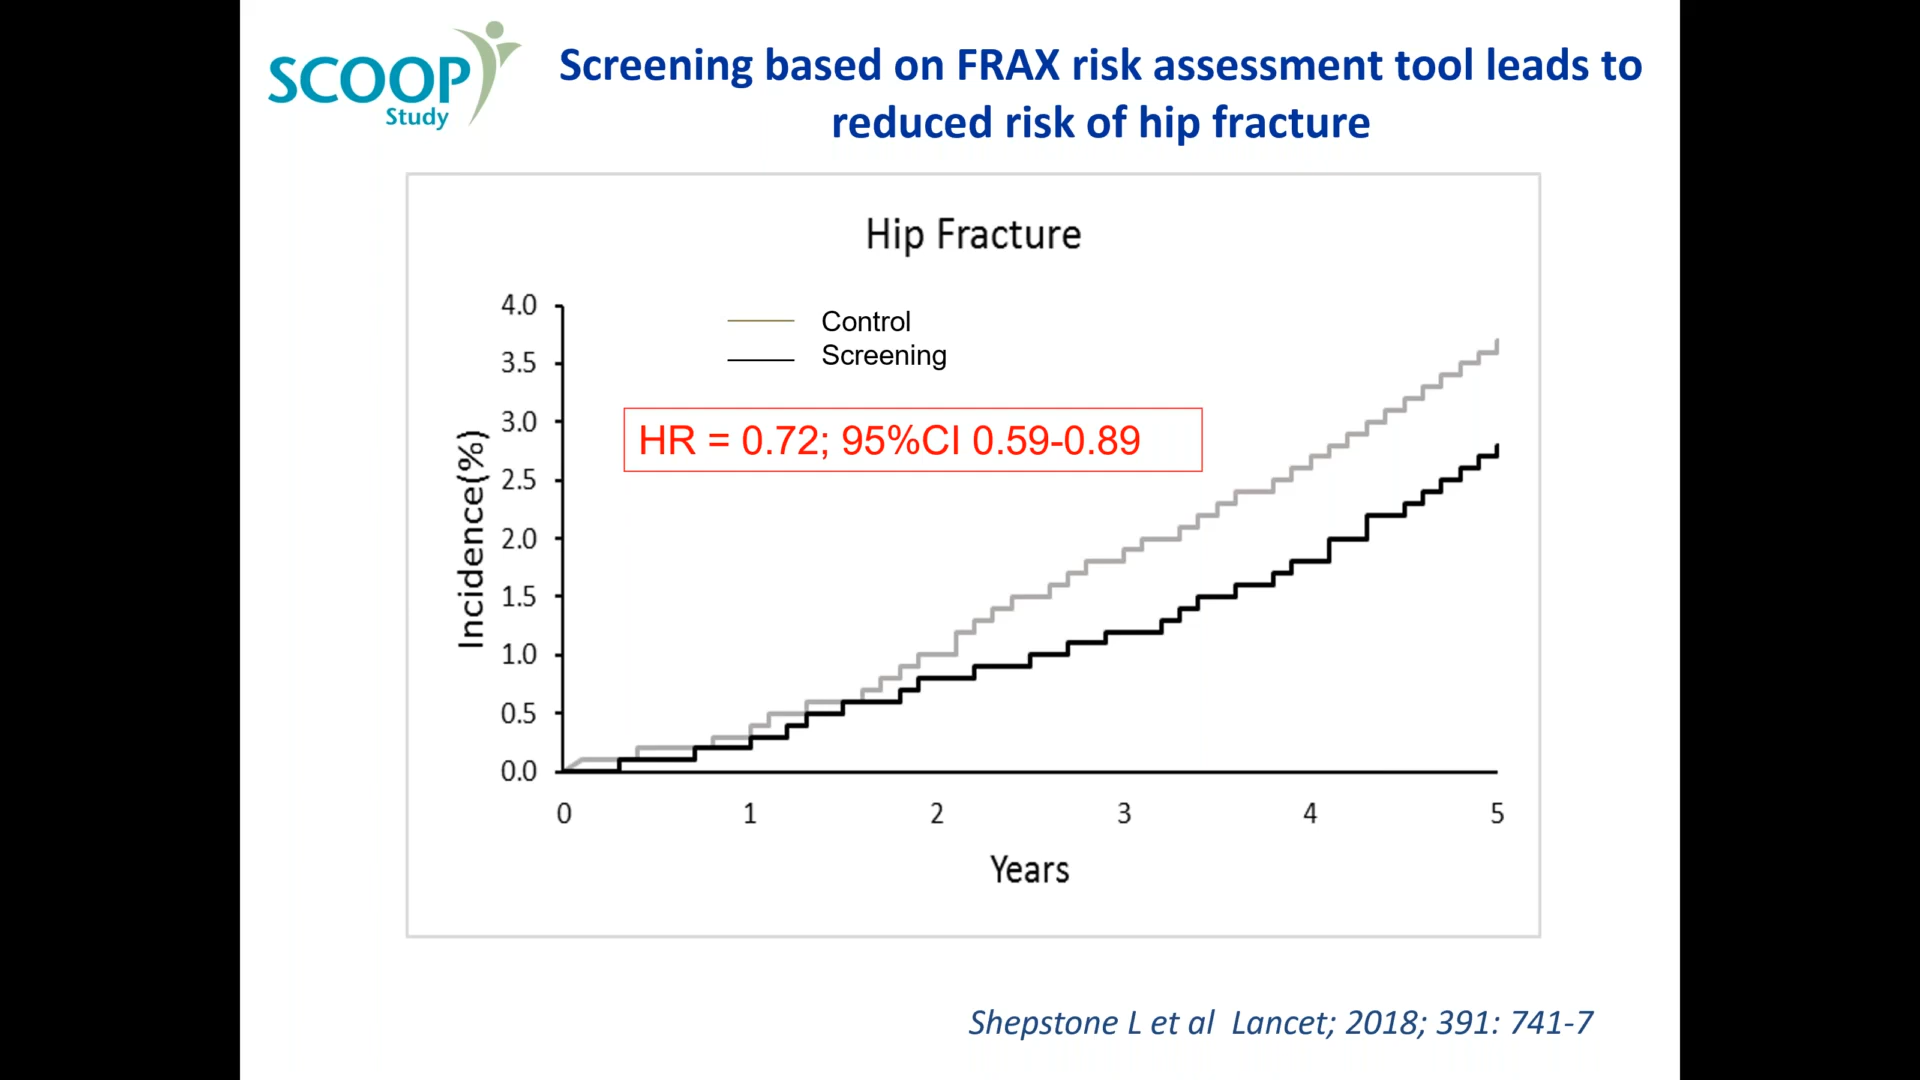 SCOOP
Study
Screening based on FRAX risk assessment tool leads to
reduced risk of hip fracture
Hip Fracture
Control
Screening
HR = 0.72; 95%CI 0.59-0.89
Incidence(%)
4.0
3.5
3.0
2.5
2.0
1.5
1.0
0.5
0.0
0 1 2 3 4 5
Years
Shepstone L et al Lancet; 2018; 391: 741-7